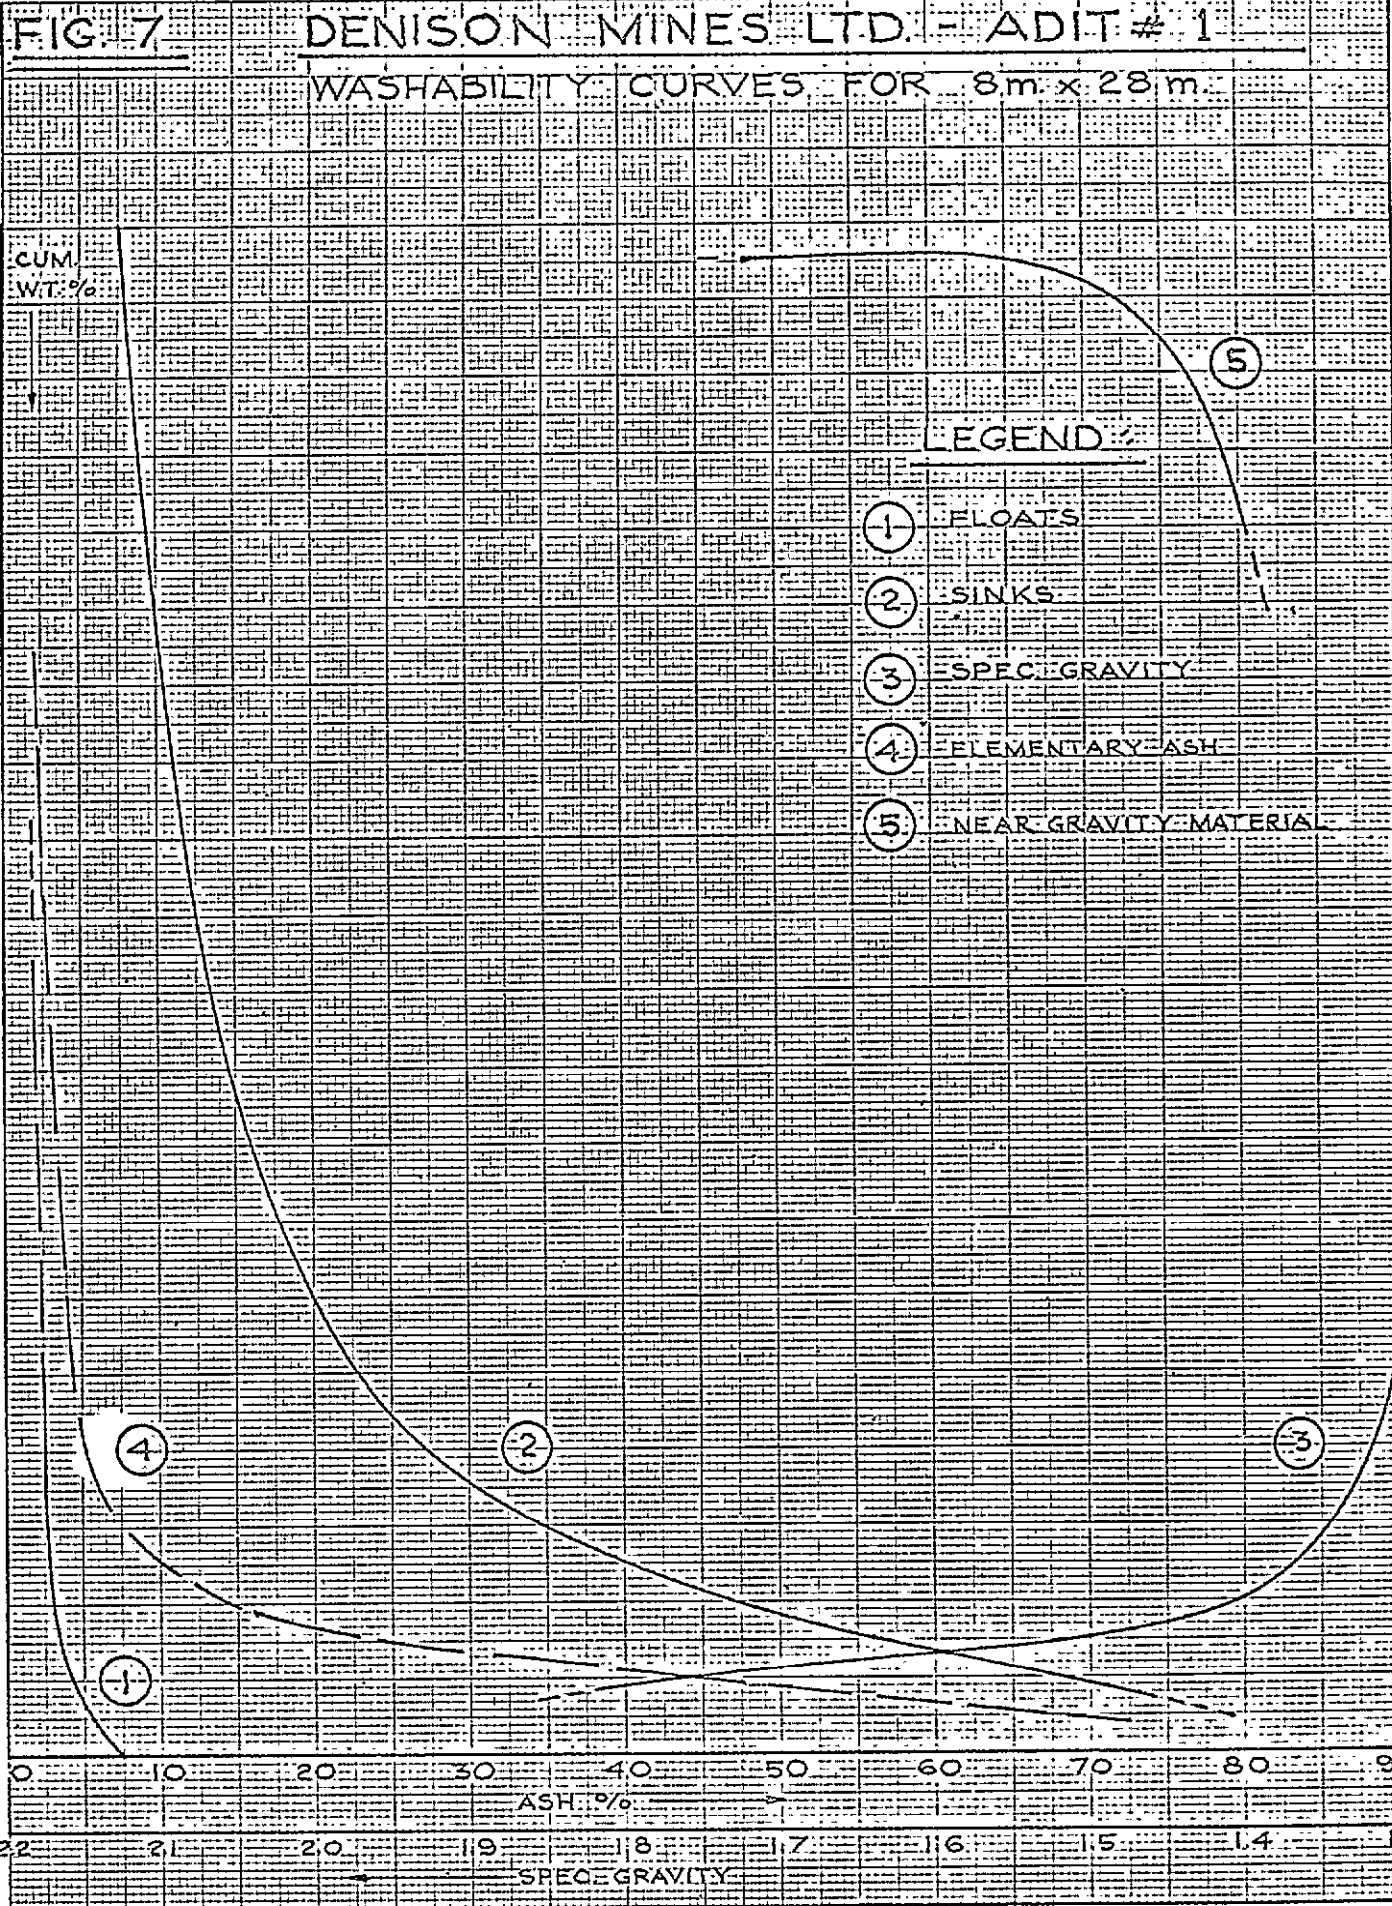 FIG. 7
DENISON MINES LTD. - ADIT # 1
WASHABILITY CURVES FOR 8m x 28 m.
CUM.
WT. %
5
LEGEND :
1 FLOATS
2 SINKS
3 SPEC. GRAVITY
4 ELEMENTARY ASH
5 NEAR GRAVITY MATERIAL
4
2
3
1
0 10 20 30 40 50 60 70 80
ASH %
2.2 2.1 2.0 1.9 1.8 1.7 1.6 1.5 1.4
SPEC. GRAVITY